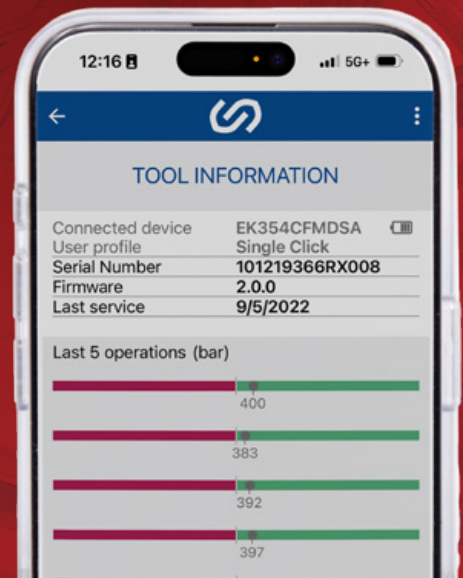 12:16 5G+
TOOL INFORMATION
Connected device EK354CFMDSA
User profile Single Click
Serial Number 101219366RX008
Firmware 2.0.0
Last service 9/5/2022
Last 5 operations (bar)
400
383
392
397